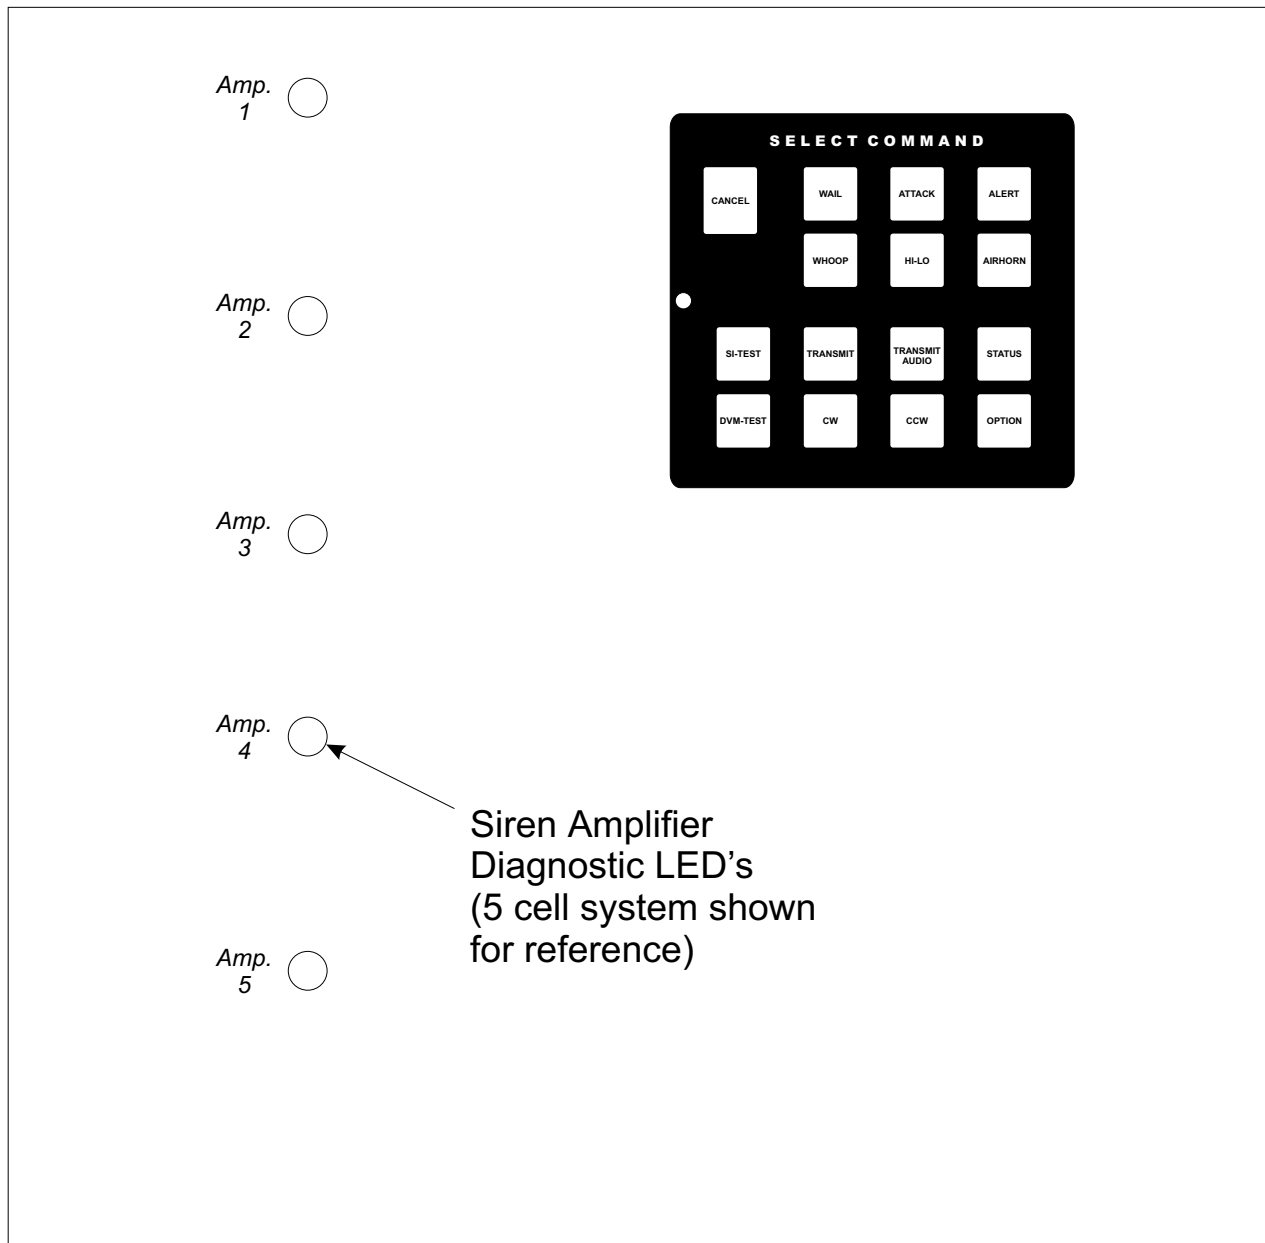 Amp.
1
SELECT COMMAND
CANCEL
WAIL
ATTACK
ALERT
WHOOP
HI-LO
AIRHORN
Amp.
2
SI-TEST
TRANSMIT
TRANSMIT
AUDIO
STATUS
DVM-TEST
CW
CCW
OPTION
Amp.
3
Amp.
4
Siren Amplifier
Diagnostic LED’s
(5 cell system shown
for reference)
Amp.
5